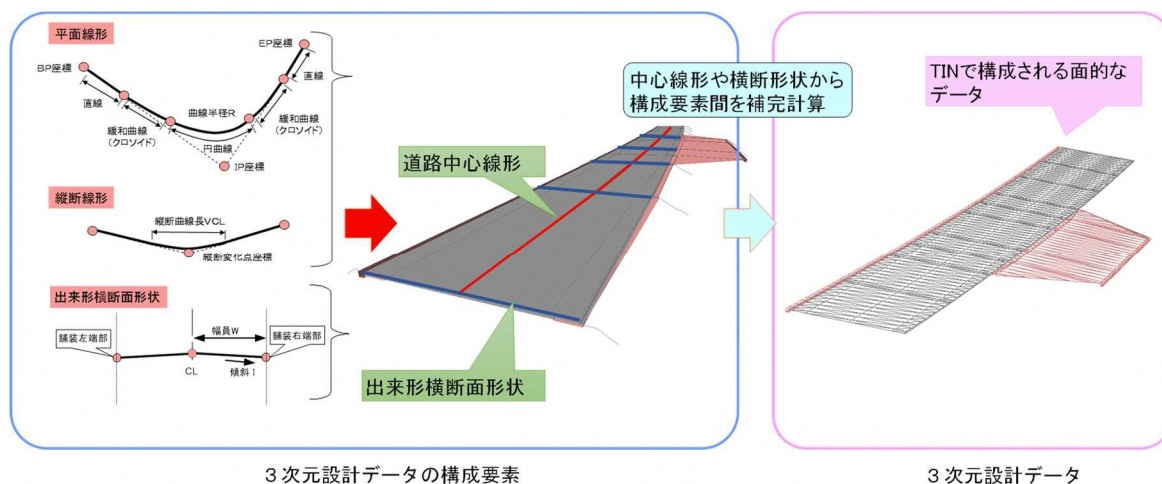 平面線形
BP座標
EP座標
直線
直線
曲線半径R
緩和曲線
(クロソイド)
緩和曲線
(クロソイド)
円曲線
IP座標
縦断線形
縦断曲線長VCL
縦断変化点座標
出来形横断面形状
幅員W
舗装左端部
舗装右端部
CL
傾斜 I
道路中心線形
出来形横断面形状
中心線形や横断形状から
構成要素間を補完計算
3次元設計データの構成要素
TINで構成される面的な
データ
3次元設計データ